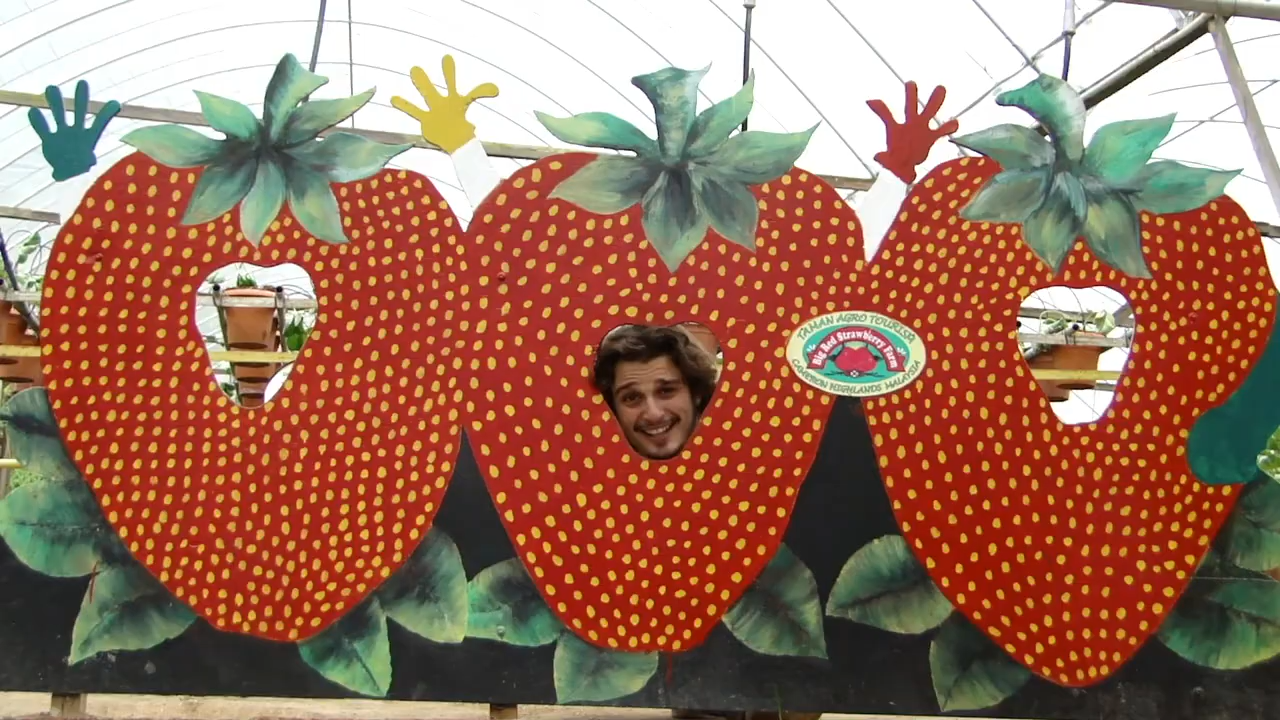 TAMAN AGRO TOURISM
Big Red Strawberry Farm
CAMERON HIGHLANDS MALAYSIA